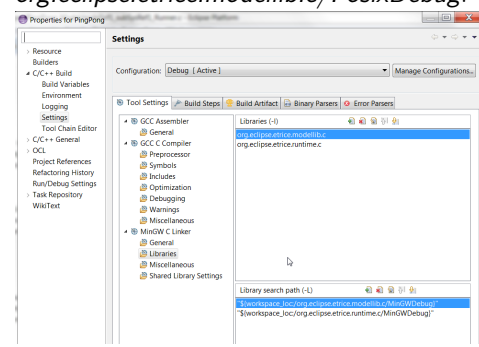 org.eclipse.etrice.modellib.c/PosixDebug.
Properties for PingPong
Settings
Resource
Builders
C/C++ Build
Build Variables
Environment
Logging
Settings
Tool Chain Editor
C/C++ General
OCL
Project References
Refactoring History
Run/Debug Settings
Task Repository
WikiText
Configuration: Debug [ Active ]
Manage Configurations...
Tool Settings Build Steps Build Artifact Binary Parsers Error Parsers
GCC Assembler
General
GCC C Compiler
Preprocessor
Symbols
Includes
Optimization
Debugging
Warnings
Miscellaneous
MinGW C Linker
General
Libraries
Miscellaneous
Shared Library Settings
Libraries (-l)
org.eclipse.etrice.modellib.c
org.eclipse.etrice.runtime.c
Library search path (-L)
"${workspace_loc:/org.eclipse.etrice.modellib.c/MinGWDebug}"
"${workspace_loc:/org.eclipse.etrice.runtime.c/MinGWDebug}"